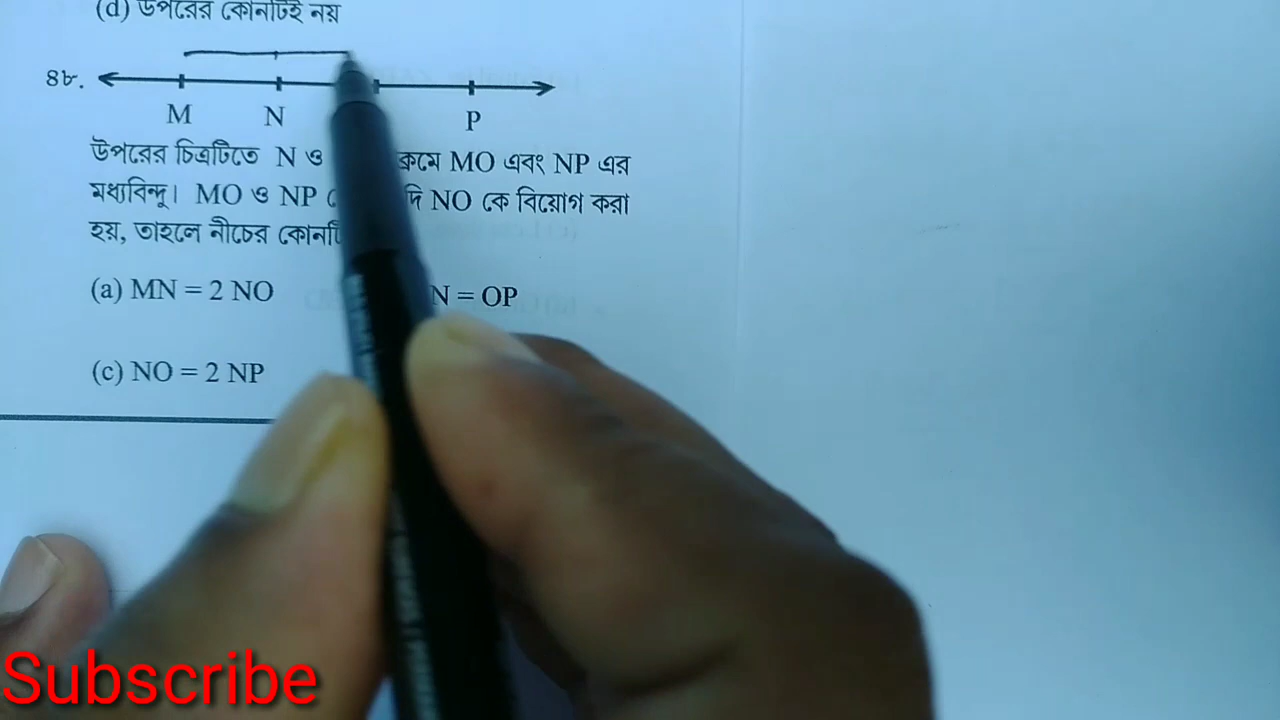 (d) উপরের কোনটিই নয়
৪৮.
M N P
উপরের চিত্রটিতে N ও ক্রমে MO এবং NP এর
মধ্যবিন্দু। MO ও NP NO কে বিয়োগ করা
হয়, তাহলে নীচের
(a) MN = 2 NO N = OP
(c) NO = 2 NP
Subscribe